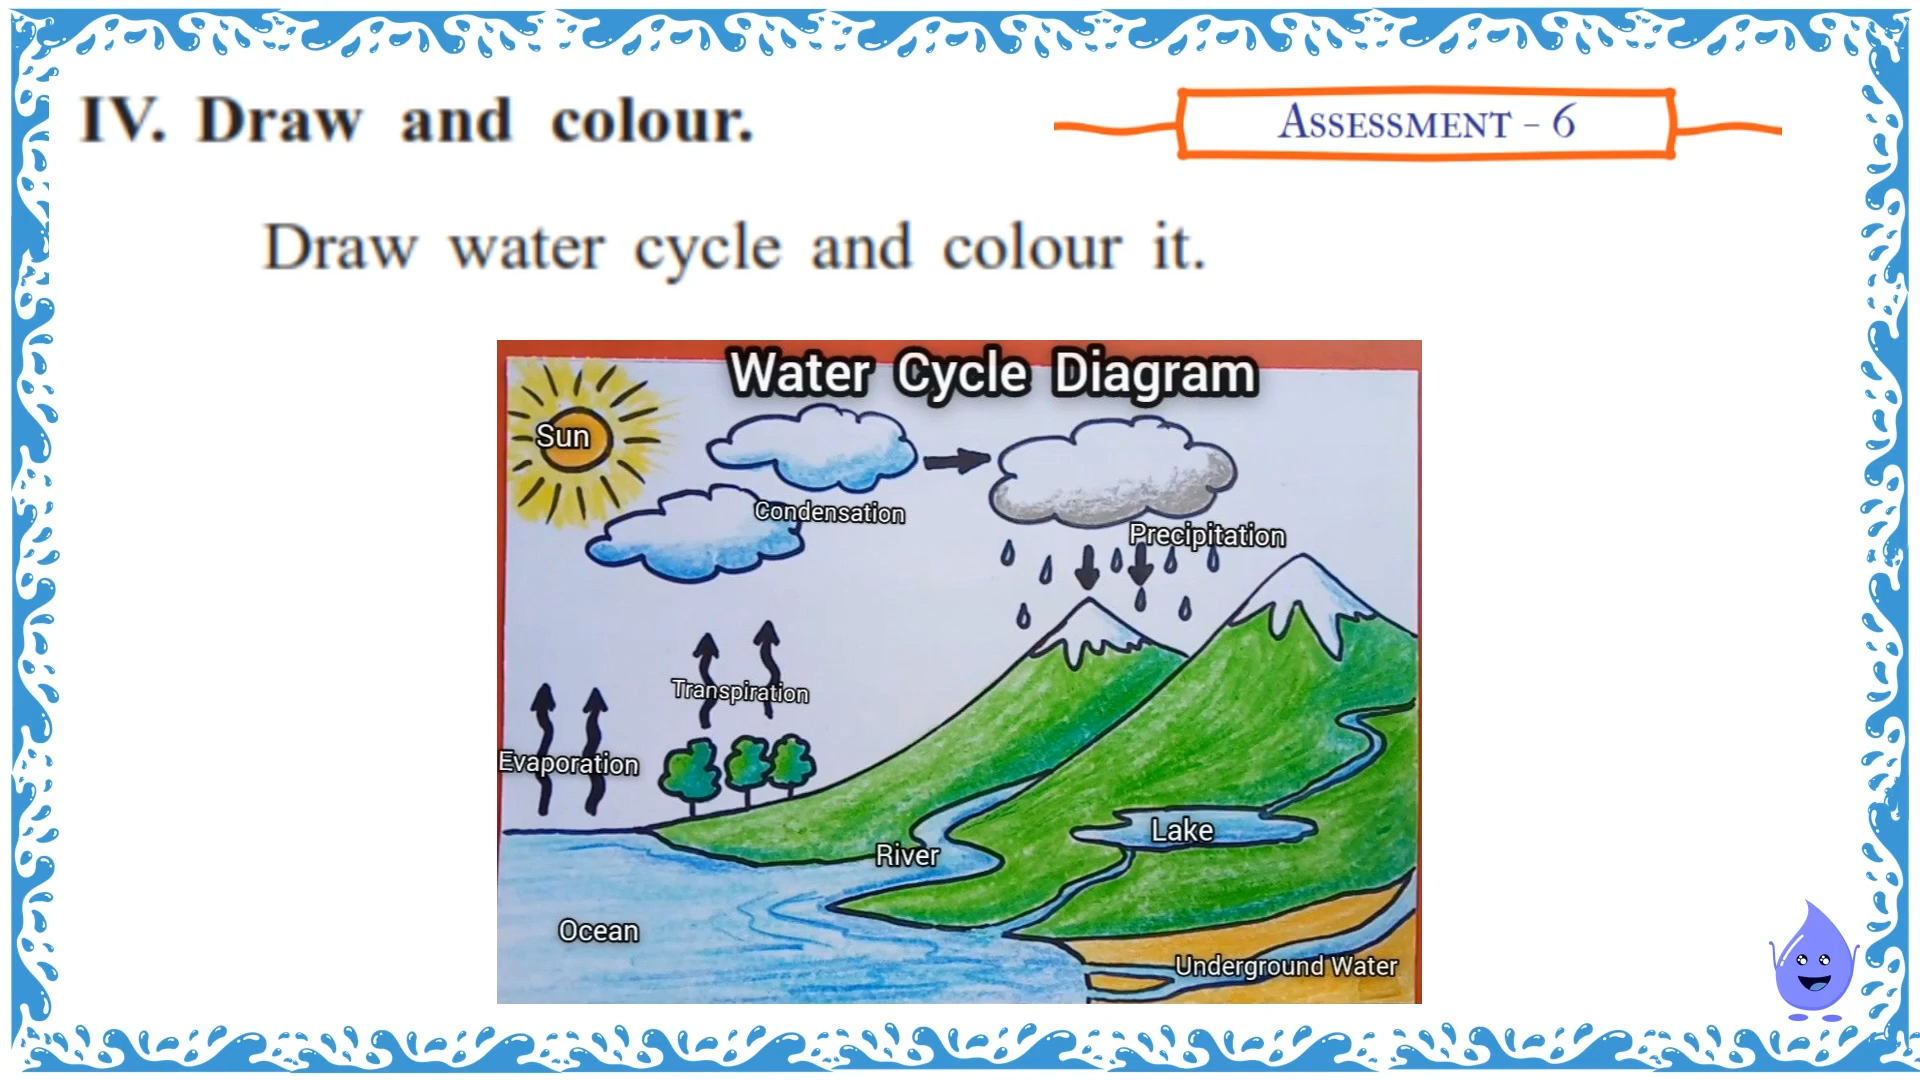 IV. Draw and colour.
ASSESSMENT - 6
Draw water cycle and colour it.
Water Cycle Diagram
Sun
Condensation
Precipitation
Transpiration
Evaporation
Lake
River
Ocean
Underground Water